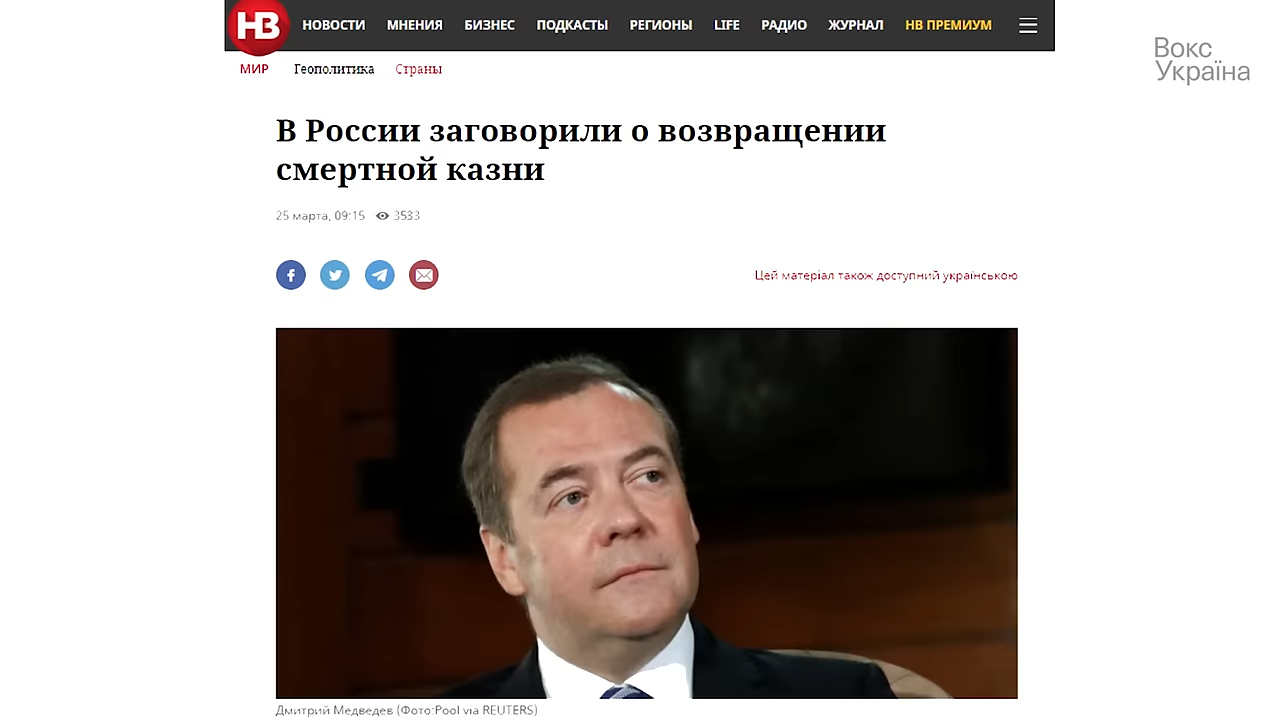 НВ НОВОСТИ МНЕНИЯ БИЗНЕС ПОДКАСТЫ РЕГИОНЫ LIFE РАДИО ЖУРНАЛ НВ ПРЕМИУМ
Вокс
Україна
МИР Геополитика Страны
В России заговорили о возвращении
смертной казни
25 марта, 09:15 3533
Цей матеріал також доступний українською
Дмитрий Медведев (Фото:Pool via REUTERS)